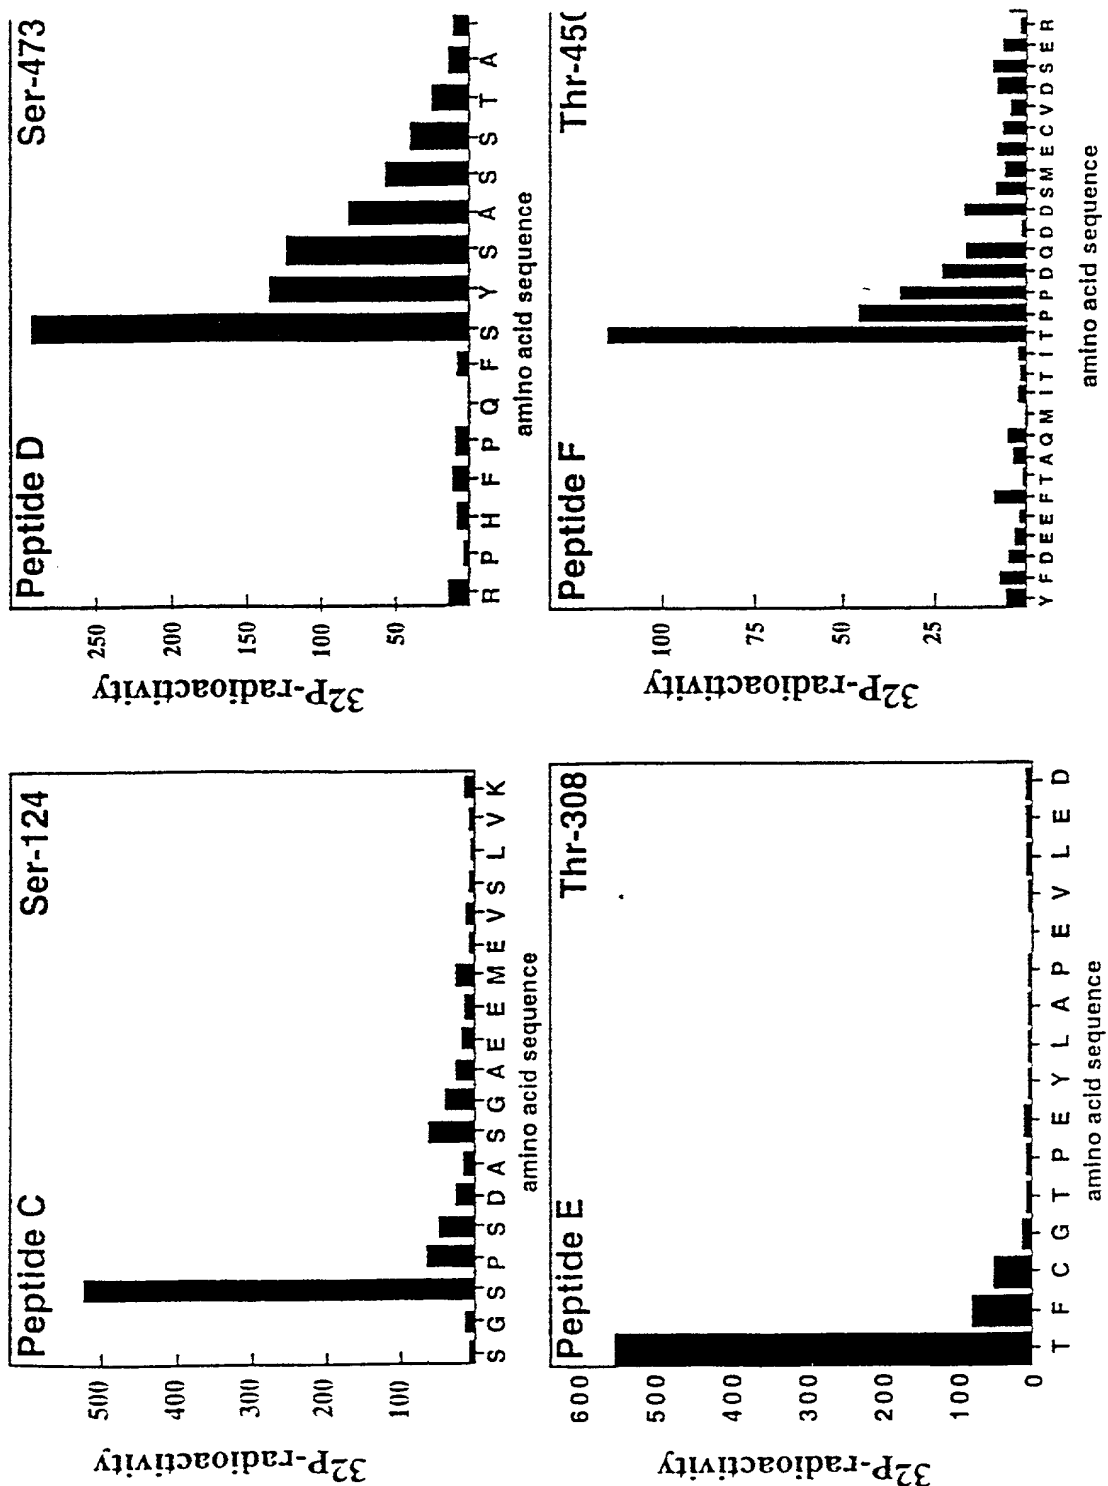 Peptide C
Ser-124
500
400
300
200
100
32P-radioactivity
S G S P S D A S G A E E M E V S L V K
amino acid sequence
Peptide D
Ser-473
250
200
150
100
50
32P-radioactivity
R P H F P Q F S Y S A S S T A
amino acid sequence
Peptide E
Thr-308
600
500
400
300
200
100
0
32P-radioactivity
T F C G T P E Y L A P E V L E D
amino acid sequence
Peptide F
Thr-45(
100
75
50
25
32P-radioactivity
Y F D E E F T A Q M I T I T P P D Q D D S M E C V D S E R
amino acid sequence